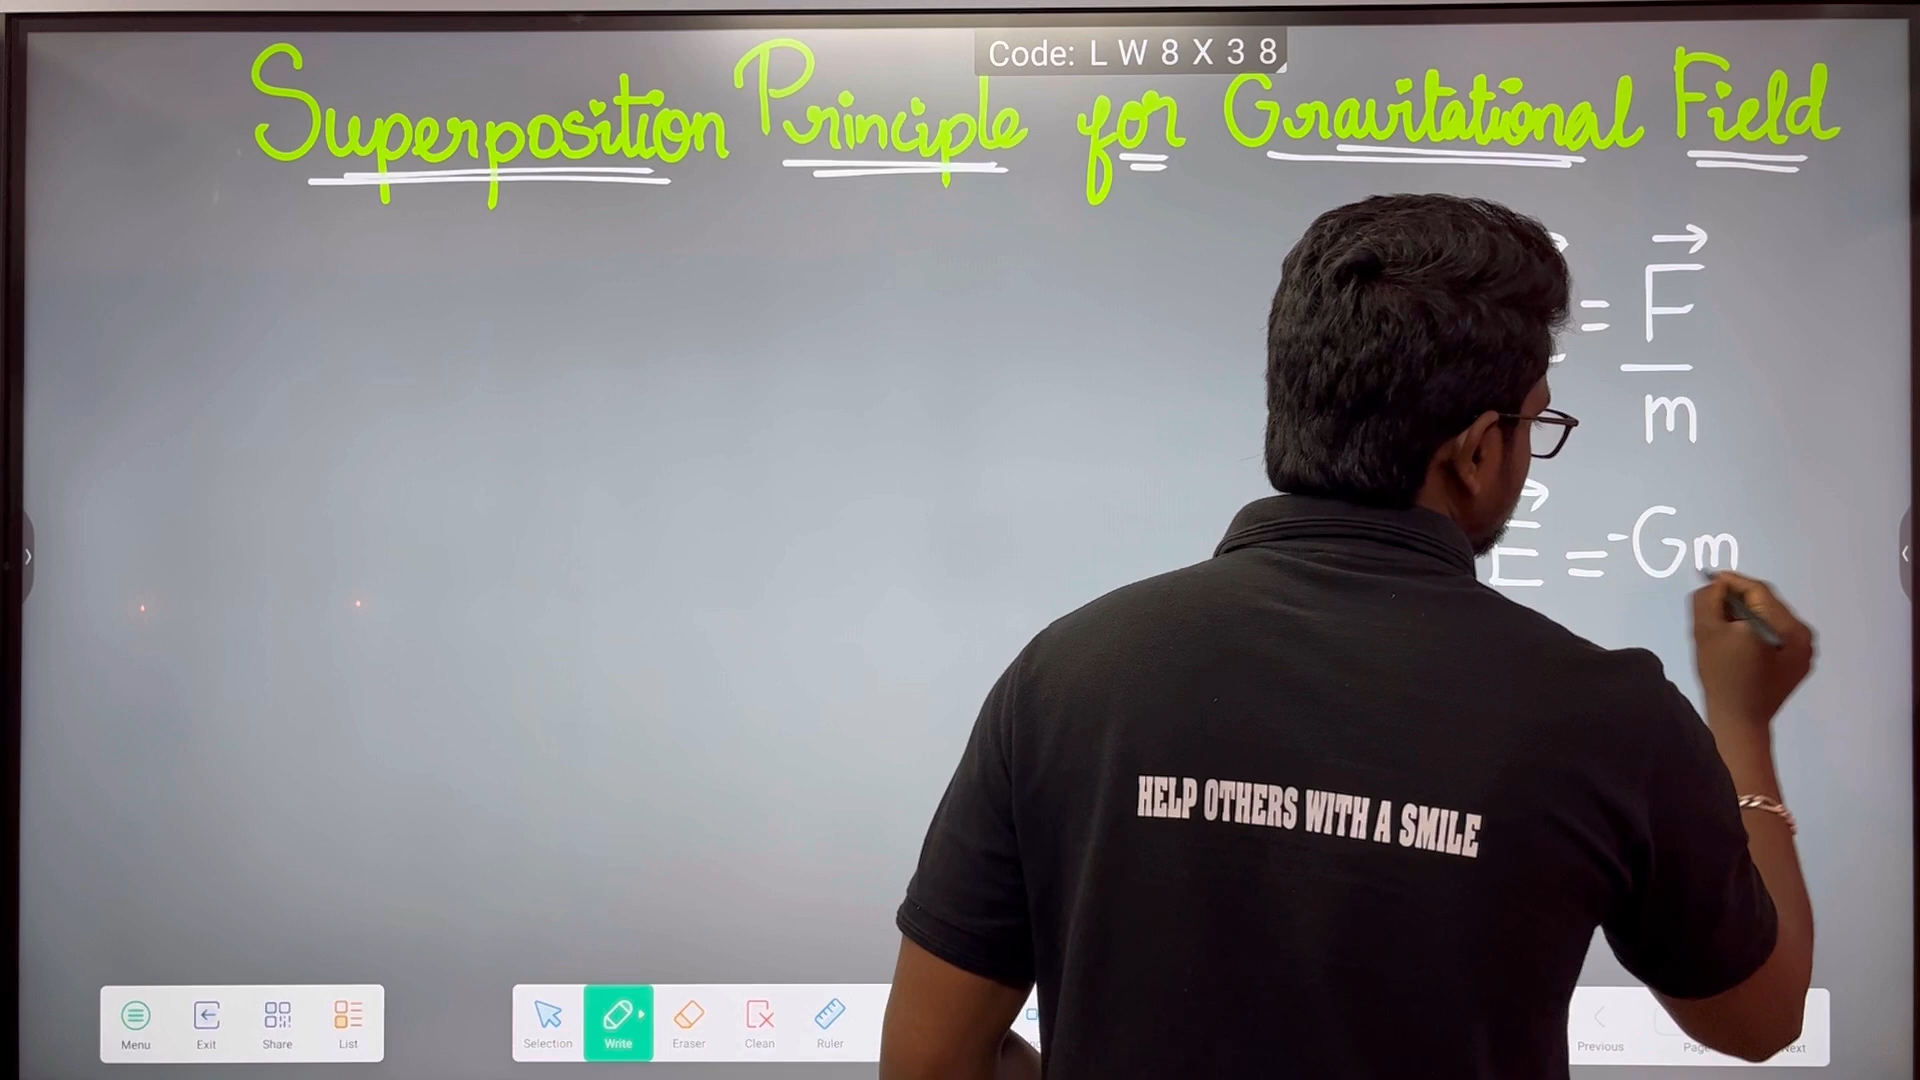 Code: L W 8 X 3 8
Superposition Principle for Gravitational Field
= F
m
E = -Gm
HELP OTHERS WITH A SMILE
Menu Exit Share List Selection Write Eraser Clean Ruler Previous